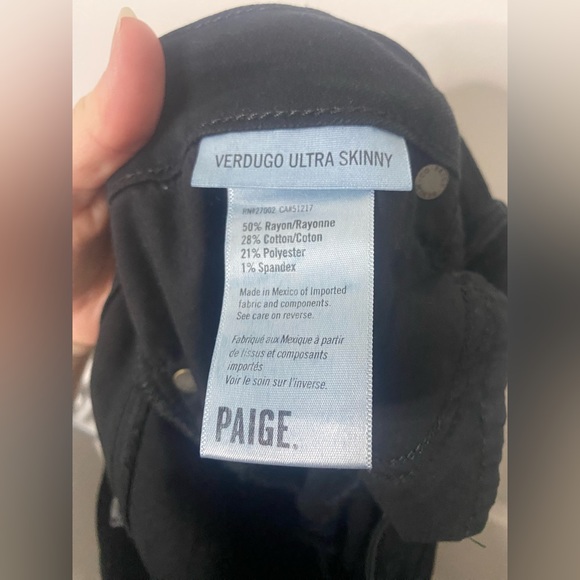 VERDUGO ULTRA SKINNY
RN#27002 CA#51217
50% Rayon/Rayonne
28% Cotton/Coton
21% Polyester
1% Spandex
Made in Mexico of Imported
fabric and components.
See care on reverse.
Fabriqué aux Mexique à partir
de tissus et composants
importés
Voir le soin sur l'inverse.
PAIGE.